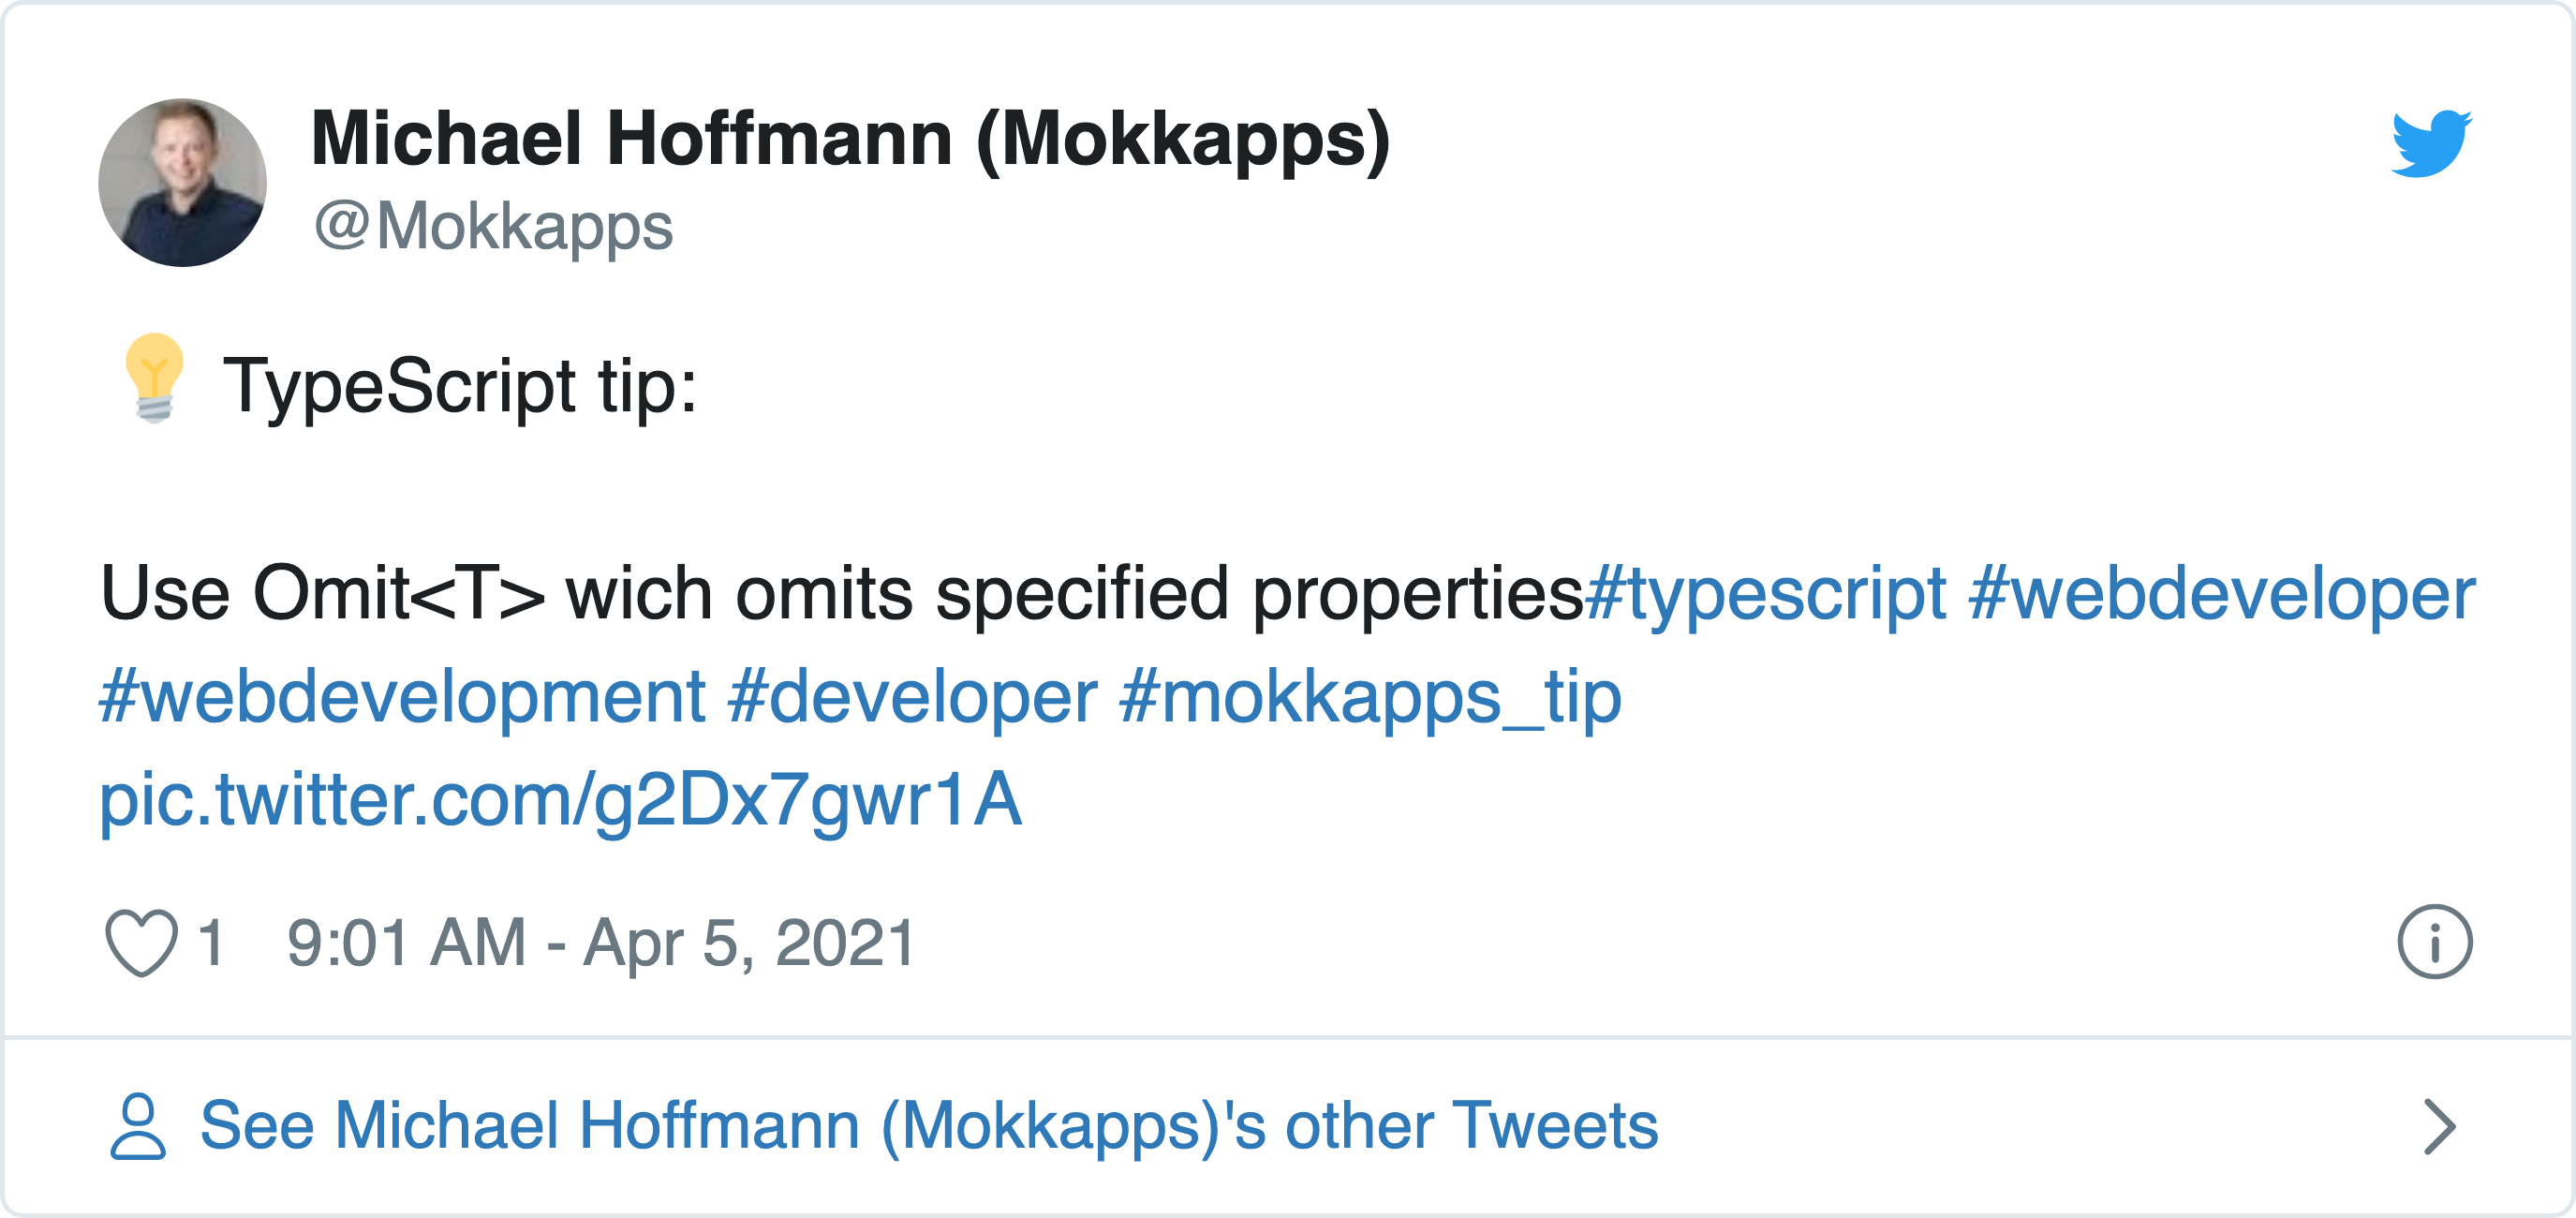 Michael Hoffmann (Mokkapps)
@Mokkapps
💡 TypeScript tip:
Use Omit<T> wich omits specified properties#typescript #webdeveloper
#webdevelopment #developer #mokkapps_tip
pic.twitter.com/g2Dx7gwr1A
1 9:01 AM - Apr 5, 2021
See Michael Hoffmann (Mokkapps)'s other Tweets